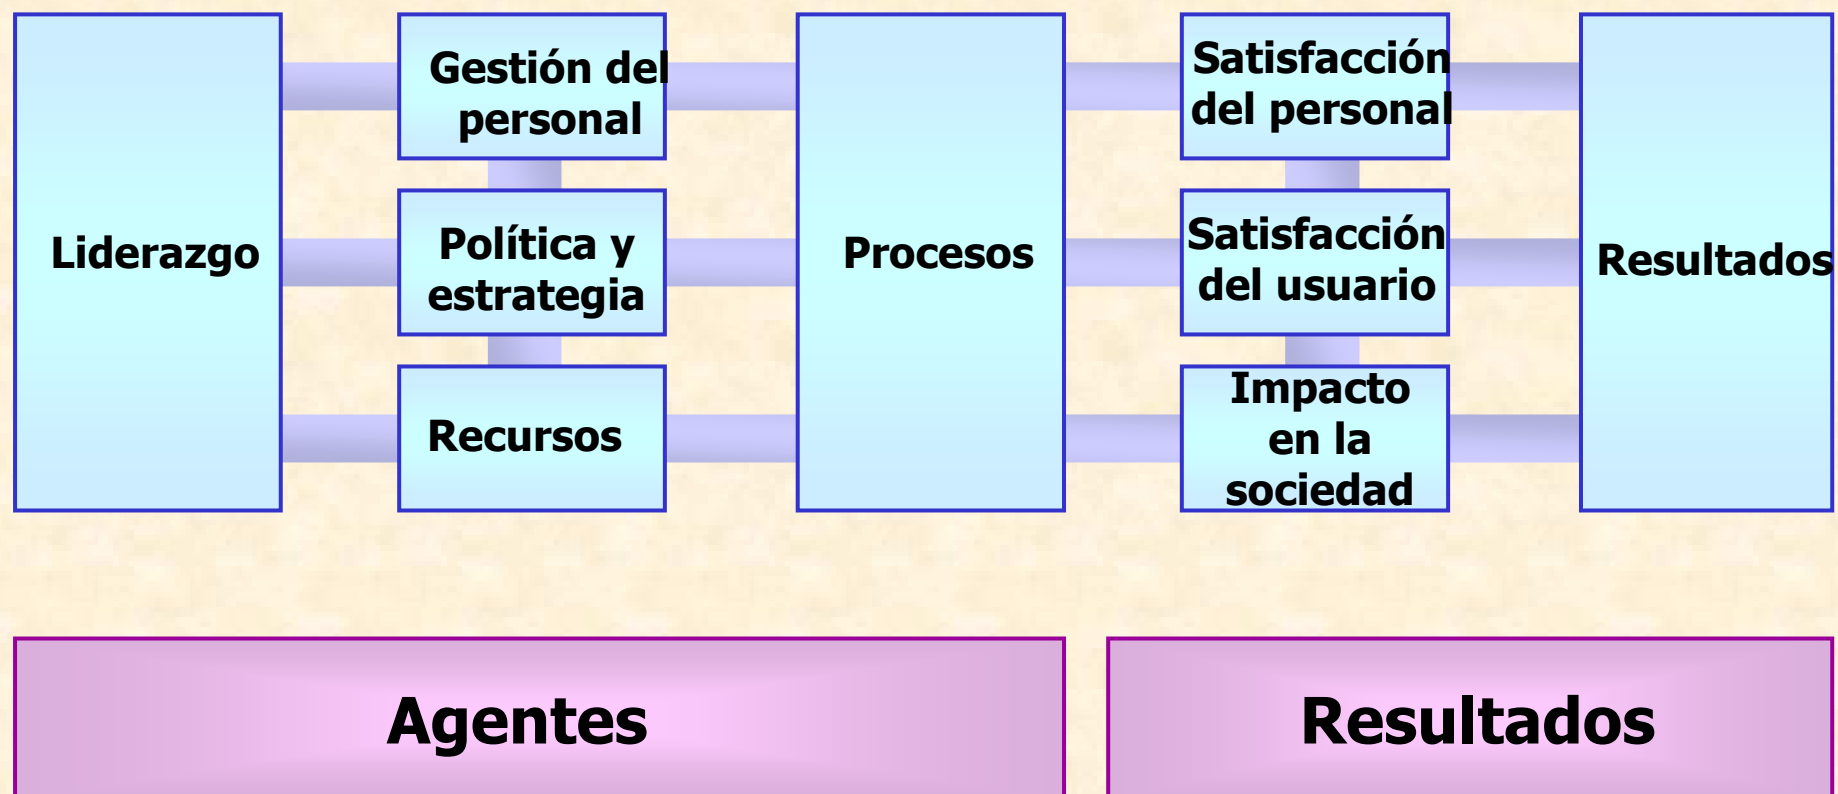 Liderazgo
Gestión del
personal
Política y
estrategia
Recursos
Procesos
Satisfacción
del personal
Satisfacción
del usuario
Impacto
en la
sociedad
Resultados
Agentes
Resultados